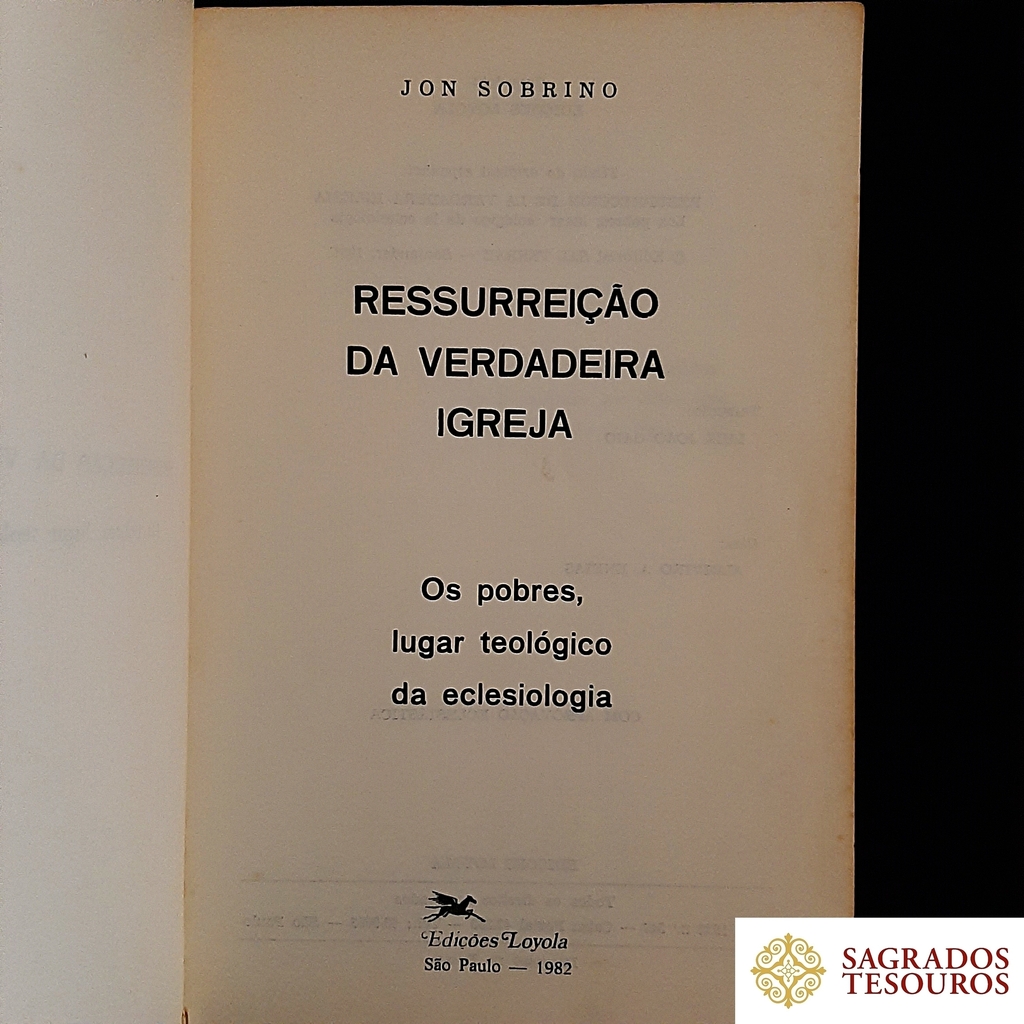 JON SOBRINO
RESSURREIÇÃO
DA VERDADEIRA
IGREJA
Os pobres,
lugar teológico
da eclesiologia
Edições Loyola
São Paulo — 1982
SAGRADOS
TESOUROS